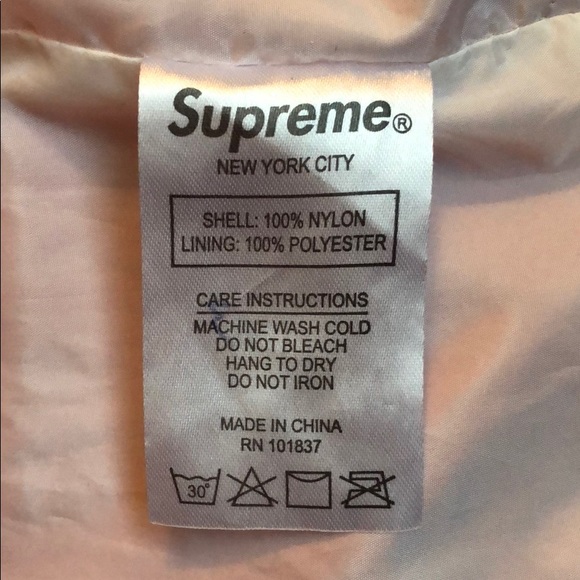 Supreme®
NEW YORK CITY
SHELL: 100% NYLON
LINING: 100% POLYESTER
CARE INSTRUCTIONS
MACHINE WASH COLD
DO NOT BLEACH
HANG TO DRY
DO NOT IRON
MADE IN CHINA
RN 101837
30°